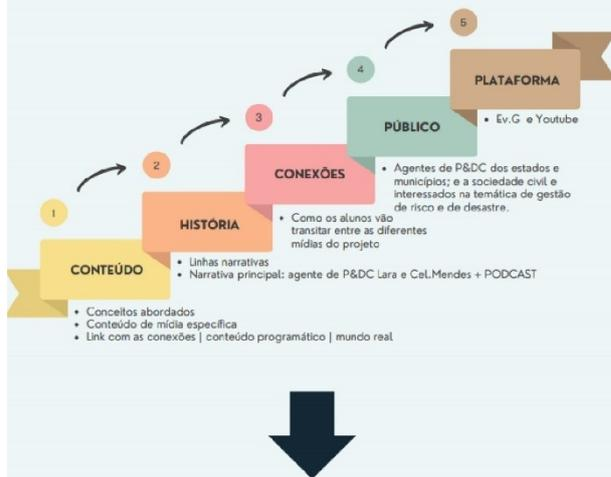 1
CONTEÚDO
• Conceitos abordados
• Conteúdo de mídia específica
• Link com as conexões | conteúdo programático | mundo real
2
HISTÓRIA
• Linhas narrativas
• Narrativa principal: agente de P&DC Lara e Cel.Mendes + PODCAST
3
CONEXÕES
• Como os alunos vão
transitar entre as diferentes
mídias do projeto
4
PÚBLICO
• Agentes de P&DC dos estados e
municípios; e a sociedade civil e
interessados na temática de gestão
de risco e de desastre.
5
PLATAFORMA
• Ev.G e Youtube